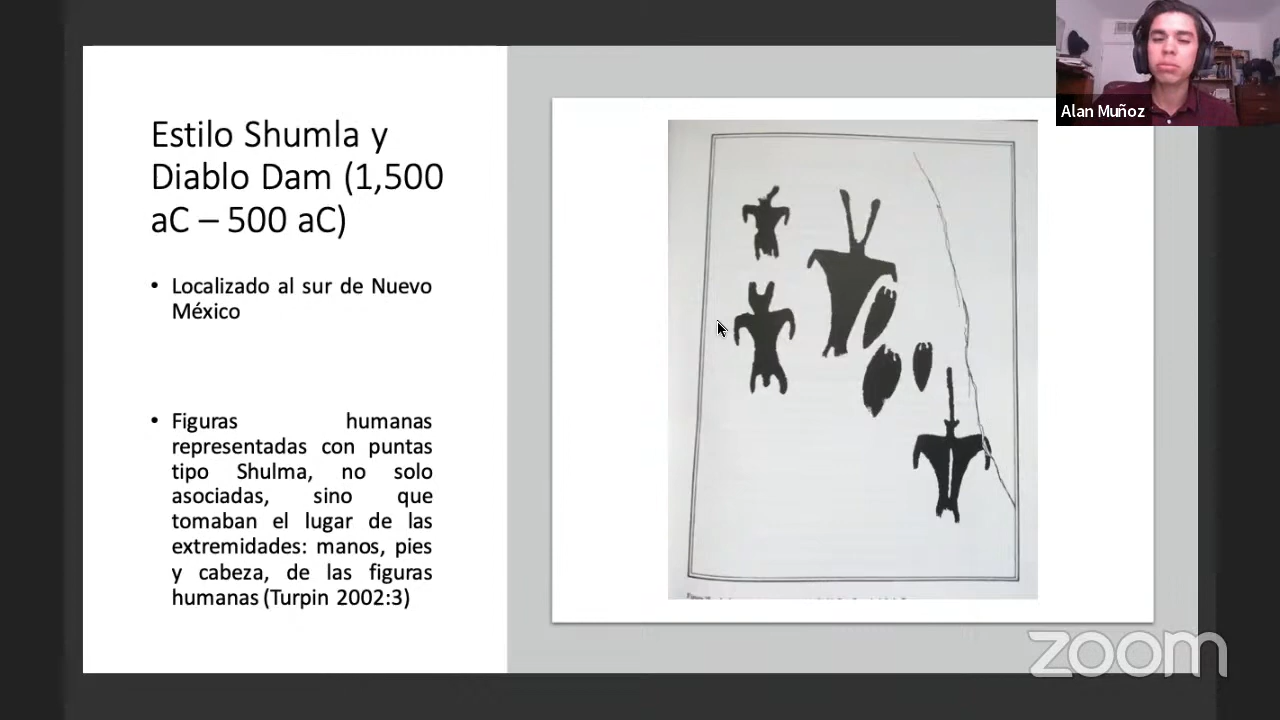 Alan Muñoz
Estilo Shumla y
Diablo Dam (1,500
aC – 500 aC)
• Localizado al sur de Nuevo
México
• Figuras humanas
representadas con puntas
tipo Shulma, no solo
asociadas, sino que
tomaban el lugar de las
extremidades: manos, pies
y cabeza, de las figuras
humanas (Turpin 2002:3)
zoom